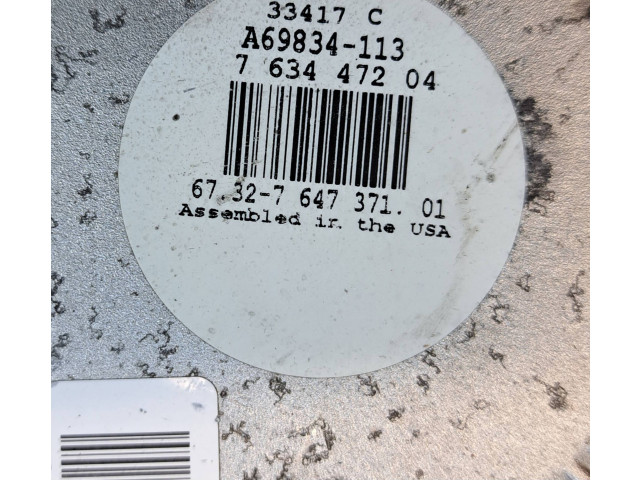 33417 C
A69834-113
7 634 472 04
67.32-7 647 371. 01
Assembled in the USA